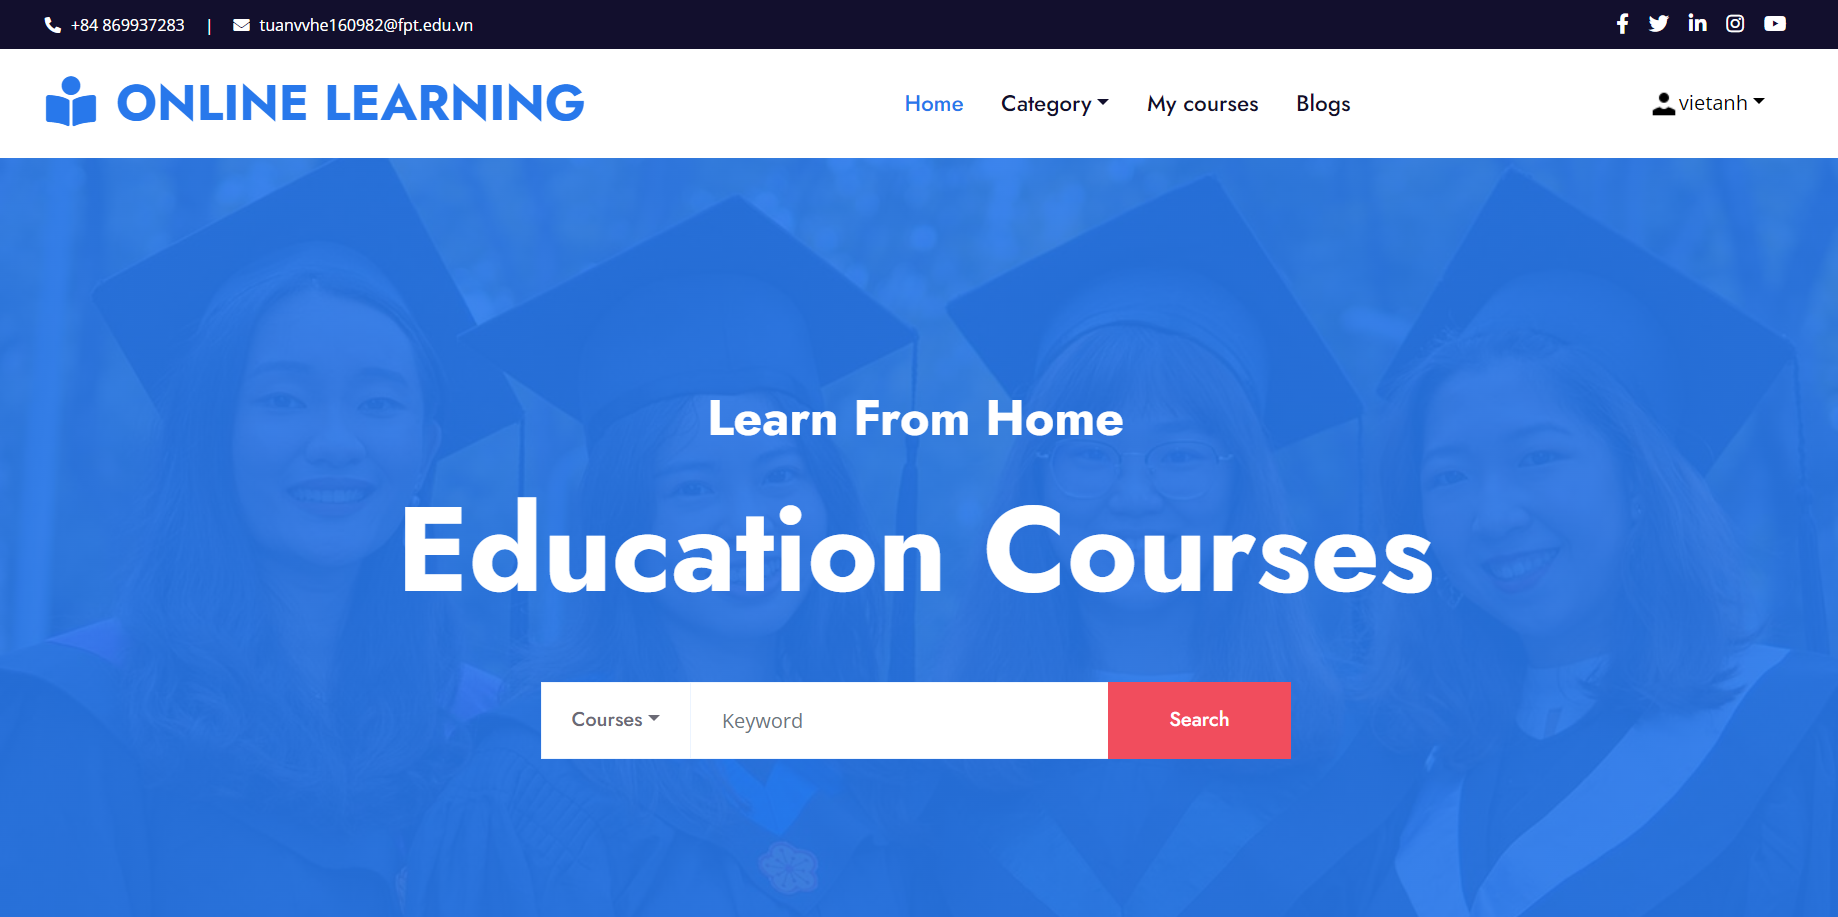 +84 869937283 | tuanvvhe160982@fpt.edu.vn
ONLINE LEARNING
Home Category My courses Blogs
vietanh
Learn From Home
Education Courses
Courses Keyword Search